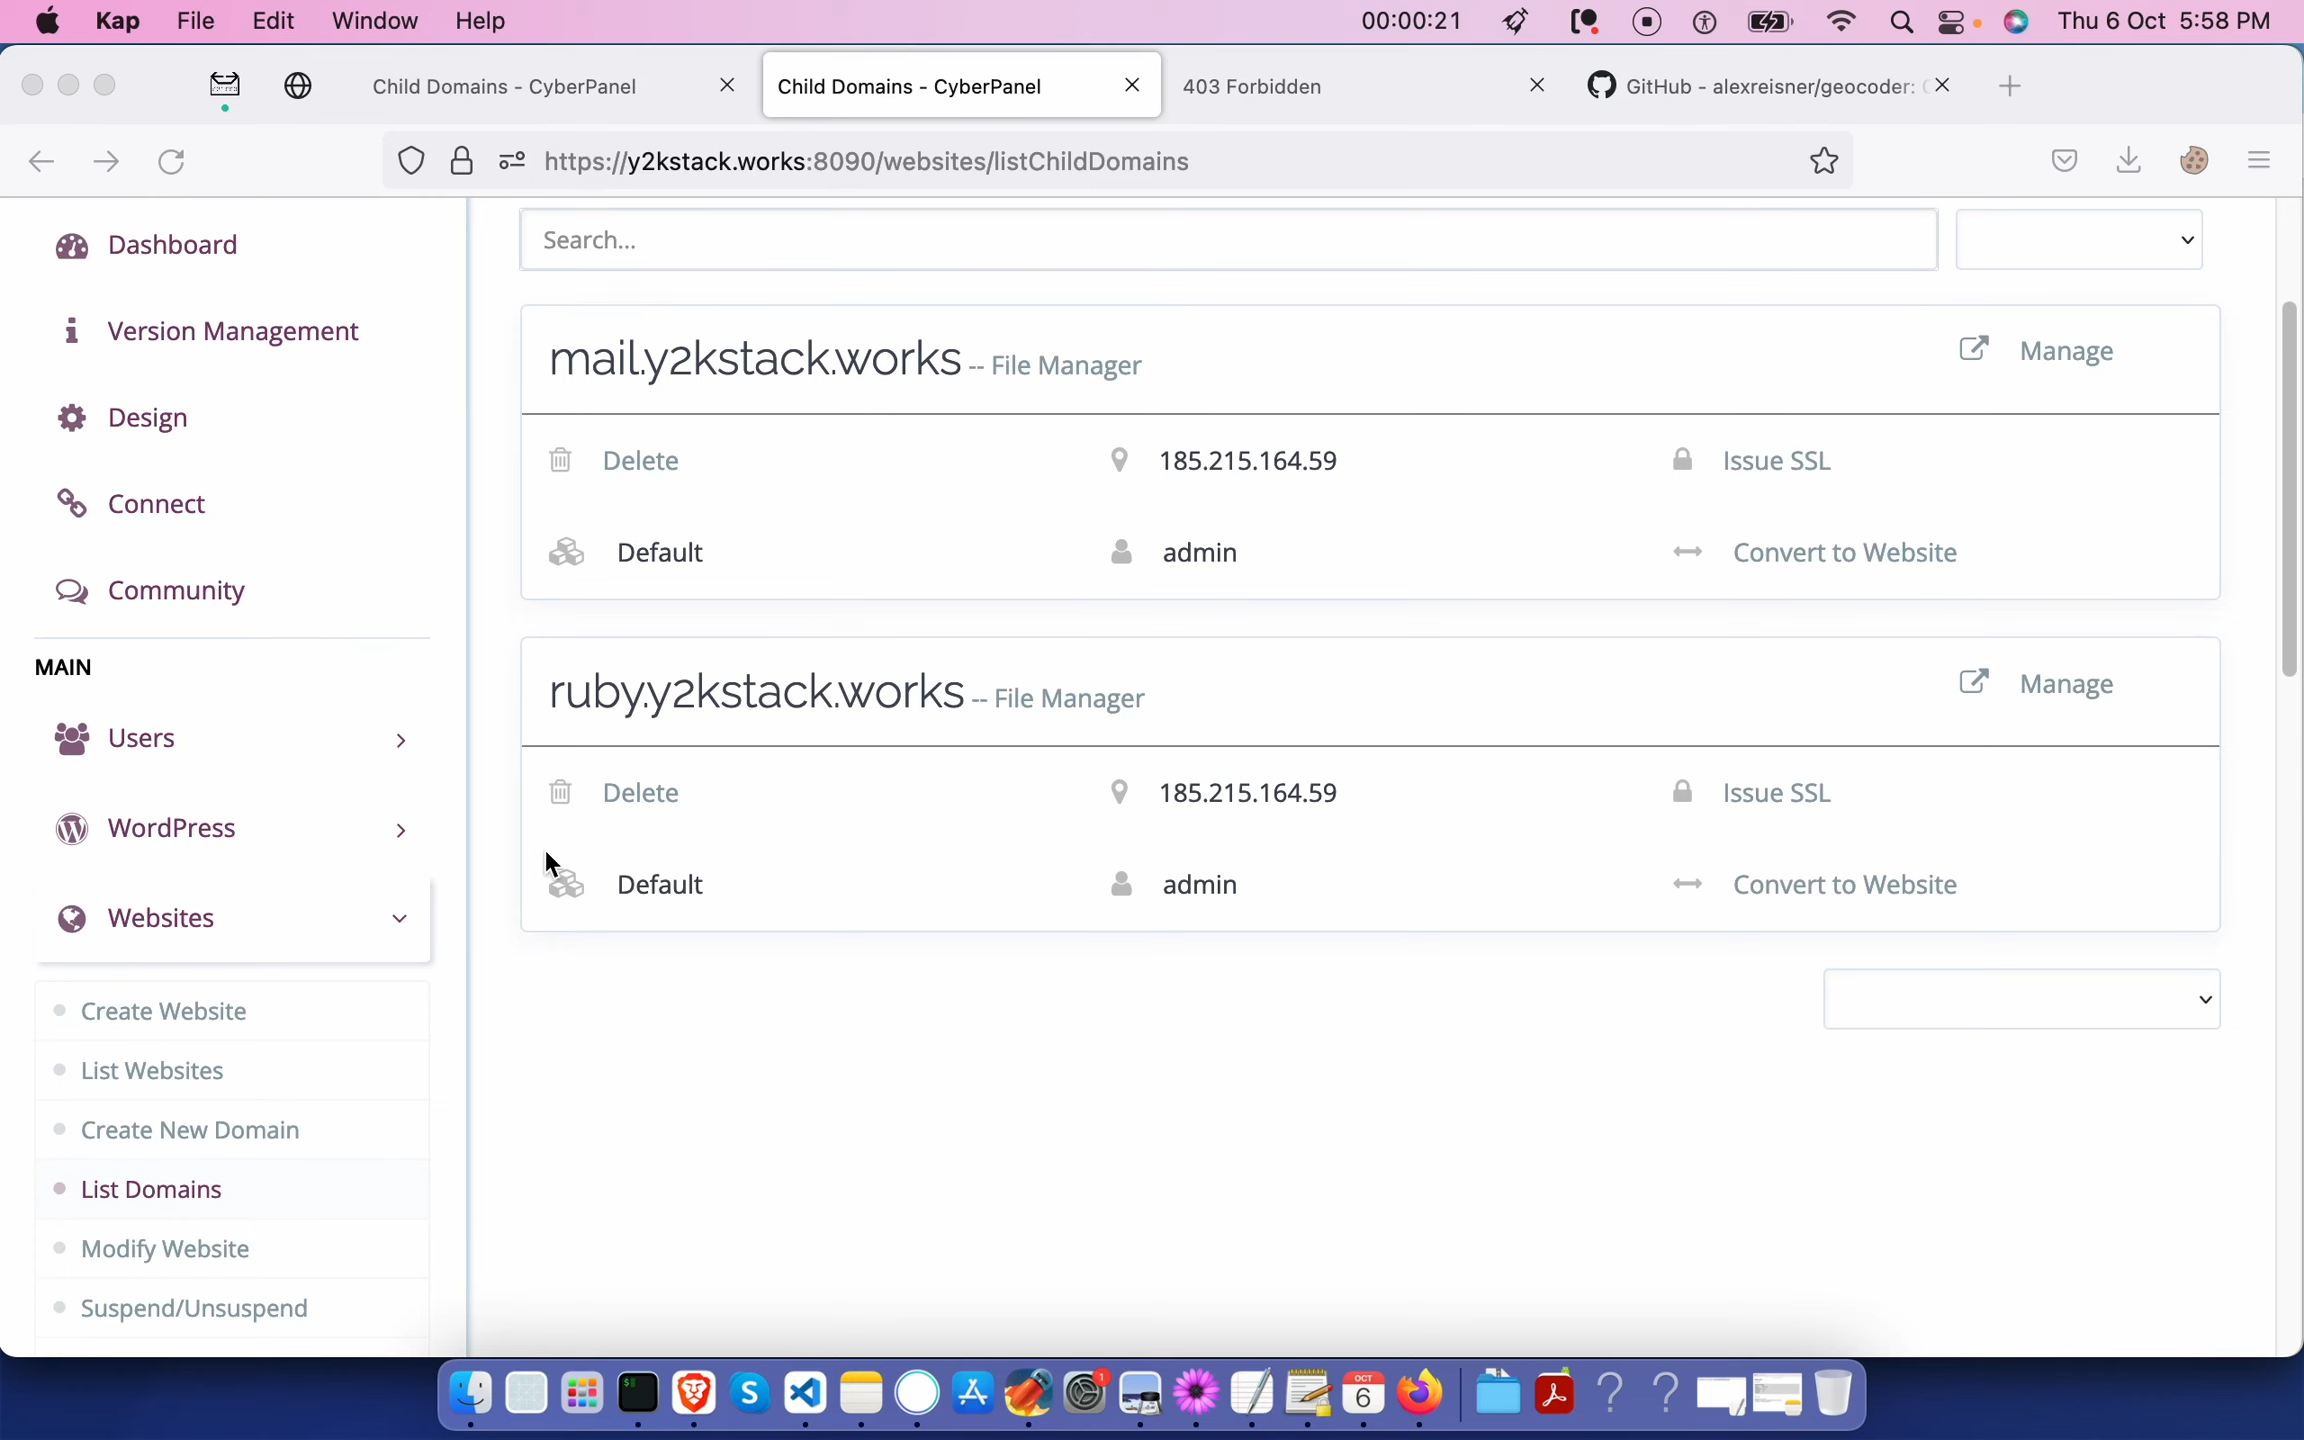 Kap File Edit Window Help 00:00:21 Thu 6 Oct 5:58 PM
Child Domains - CyberPanel Child Domains - CyberPanel 403 Forbidden GitHub - alexreisner/geocoder:
https://y2kstack.works:8090/websites/listChildDomains
Dashboard
Version Management
Design
Connect
Community
MAIN
Users
WordPress
Websites
Create Website
List Websites
Create New Domain
List Domains
Modify Website
Suspend/Unsuspend
Search...
mail.y2kstack.works -- File Manager Manage
Delete 185.215.164.59 Issue SSL
Default admin Convert to Website
ruby.y2kstack.works -- File Manager Manage
Delete 185.215.164.59 Issue SSL
Default admin Convert to Website
OCT
6
1